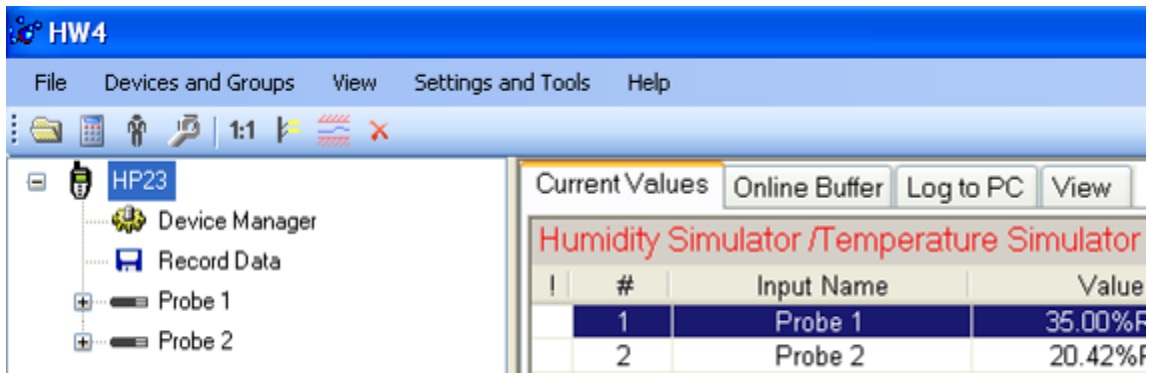 HW4
File Devices and Groups View Settings and Tools Help
1:1
HP23
Device Manager
Record Data
Probe 1
Probe 2
Current Values Online Buffer Log to PC View
Humidity Simulator /Temperature Simulator
! # Input Name Value
1 Probe 1 35.00%R
2 Probe 2 20.42%R